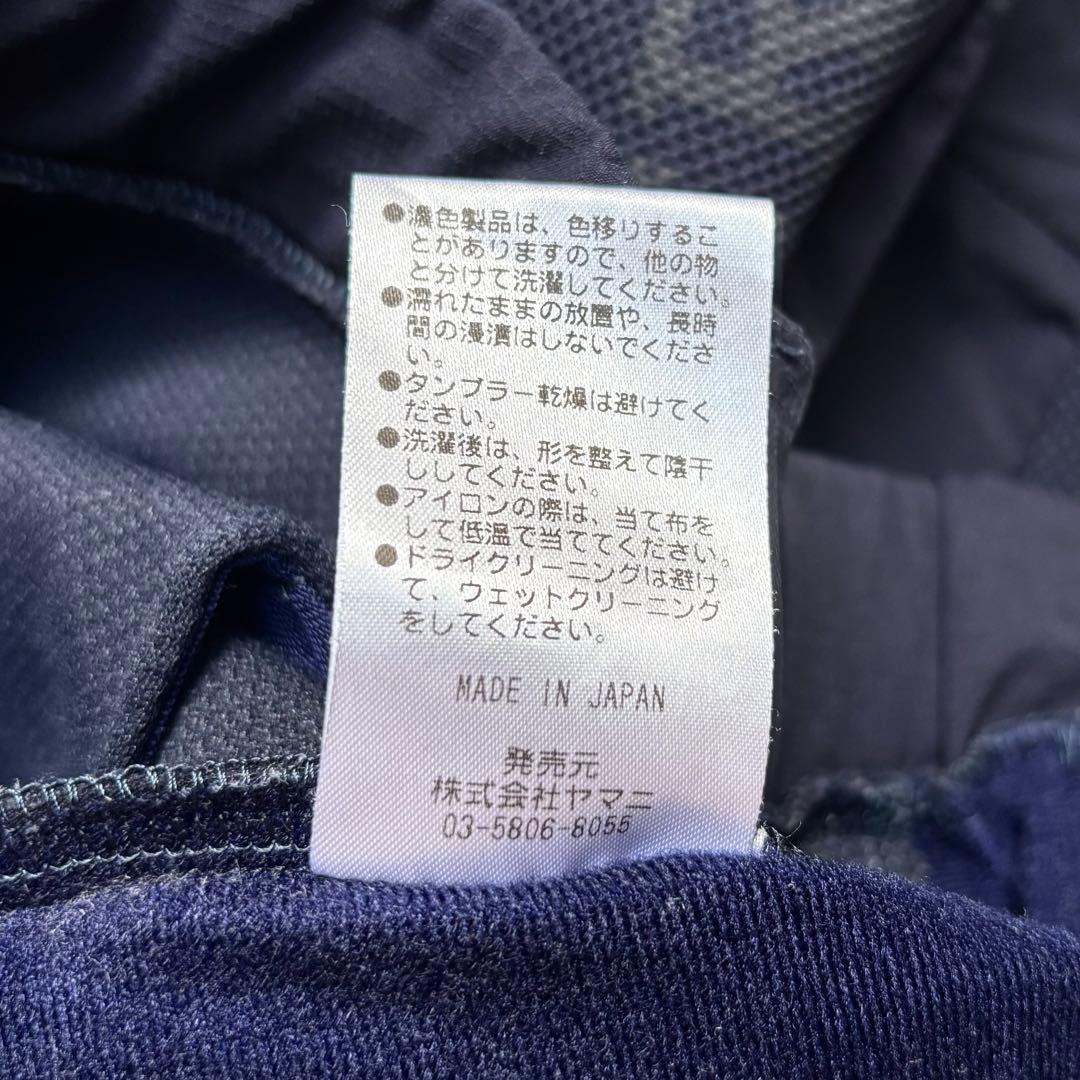 ●濃色製品は、色移りするこ
とがありますので、他の物
と分けて洗濯してください。
●濡れたままの放置や、長時
間の浸漬はしないでくださ
い。
●タンブラー乾燥は避けてく
ださい。
●洗濯後は、形を整えて陰干
ししてください。
●アイロンの際は、当て布を
して低温で当ててください。
●ドライクリーニングは避け
て、ウェットクリーニング
をしてください。
MADE IN JAPAN
発売元
株式会社ヤマニ
03-5806-8055